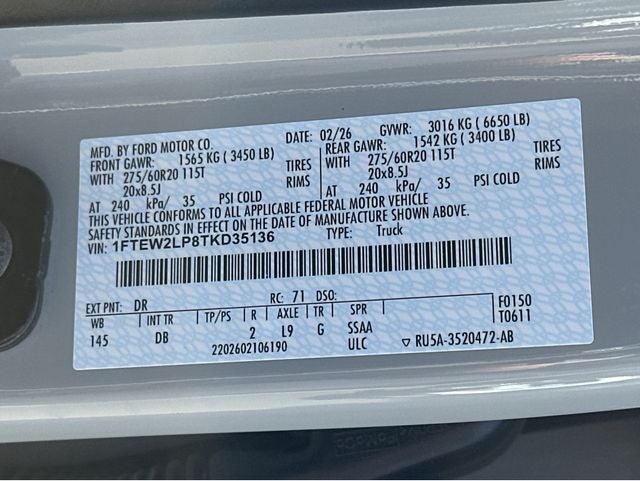 MFD. BY FORD MOTOR CO.
DATE: 02/26 GVWR: 3016 KG ( 6650 LB)
FRONT GAWR: 1565 KG ( 3450 LB)
REAR GAWR: 1542 KG ( 3400 LB)
WITH 275/60R20 115T TIRES
WITH 275/60R20 115T TIRES
20x8.5J RIMS
20x8.5J RIMS
AT 240 kPa/ 35 PSI COLD
AT 240 kPa/ 35 PSI COLD
THIS VEHICLE CONFORMS TO ALL APPLICABLE FEDERAL MOTOR VEHICLE
SAFETY STANDARDS IN EFFECT ON THE DATE OF MANUFACTURE SHOWN ABOVE.
VIN: 1FTEW2LP8TKD35136 TYPE: Truck
EXT PNT: DR RC: 71 DSO: F0150
WB INT TR TP/PS R AXLE TR SPR T0611
145 DB 2 L9 G SSAA
2202602106190 ULC ▽ RU5A-3520472-AB